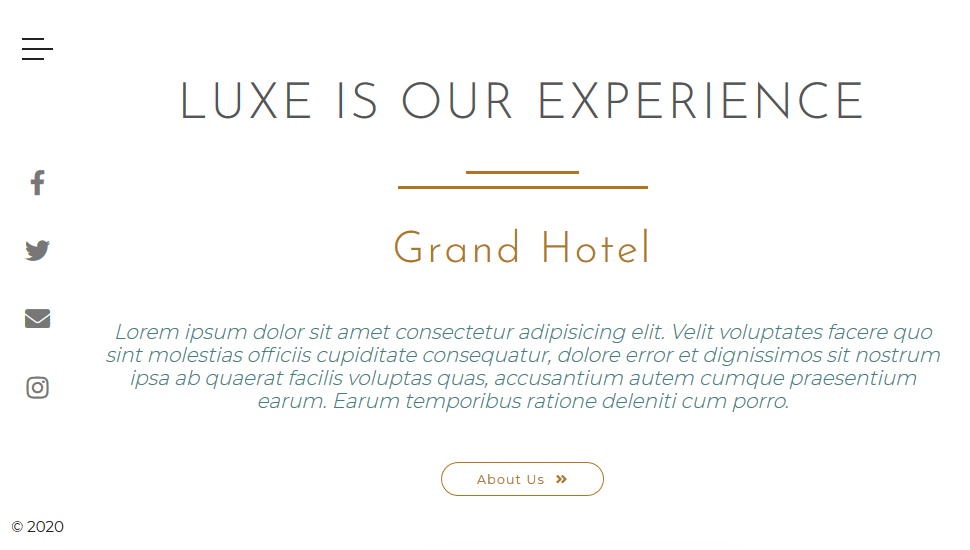 LUXE IS OUR EXPERIENCE
Grand Hotel
Lorem ipsum dolor sit amet consectetur adipisicing elit. Velit voluptates facere quo
sint molestias officiis cupiditate consequatur, dolore error et dignissimos sit nostrum
ipsa ab quaerat facilis voluptas quas, accusantium autem cumque praesentium
earum. Earum temporibus ratione deleniti cum porro.
About Us »
© 2020